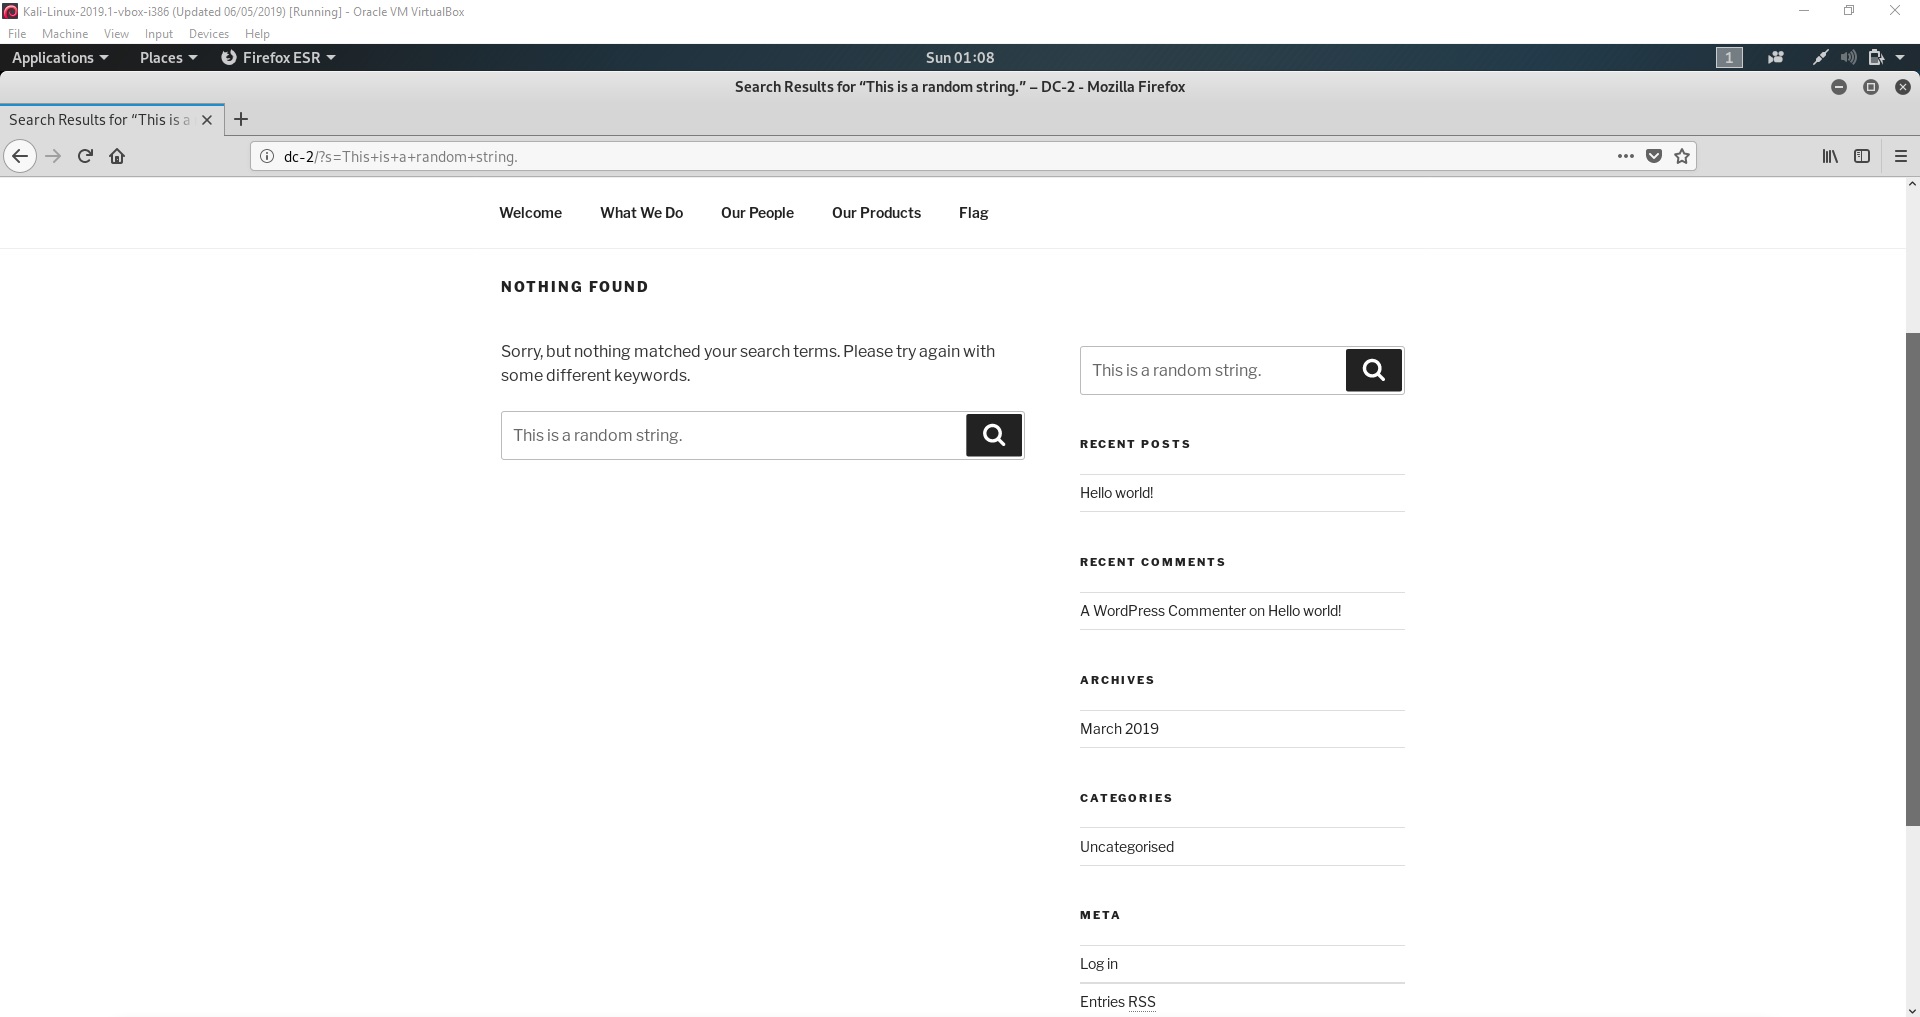 Kali-Linux-2019.1-vbox-i386 (Updated 06/05/2019) [Running] - Oracle VM VirtualBox
File Machine View Input Devices Help
Applications Places Firefox ESR Sun 01:08 1
Search Results for “This is a random string.” – DC-2 - Mozilla Firefox
Search Results for “This is a
dc-2/?s=This+is+a+random+string.
Welcome What We Do Our People Our Products Flag
NOTHING FOUND
Sorry, but nothing matched your search terms. Please try again with
some different keywords.
This is a random string.
This is a random string.
RECENT POSTS
Hello world!
RECENT COMMENTS
A WordPress Commenter on Hello world!
ARCHIVES
March 2019
CATEGORIES
Uncategorised
META
Log in
Entries RSS